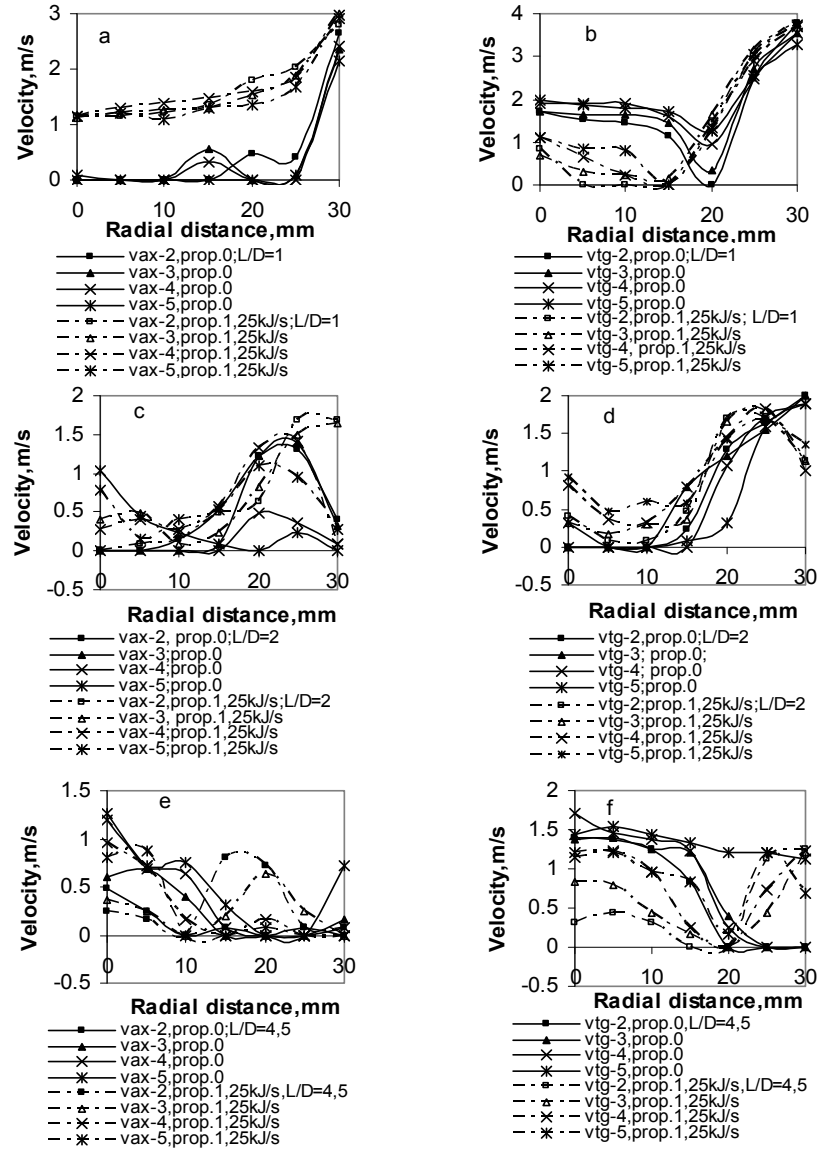 a
Velocity,m/s
3
2
1
0
0 10 20 30
Radial distance,mm
vax-2,prop.0;L/D=1
vax-3,prop.0
vax-4,prop.0
vax-5,prop.0
vax-2,prop.1,25kJ/s;L/D=1
vax-3;prop.1,25kJ/s
vax-4;prop.1,25kJ/s
vax-5,prop.1,25kJ/s
b
Velocity,m/s
4
3
2
1
0
0 10 20 30
Radial distance,mm
vtg-2,prop.0;L/D=1
vtg-3,prop.0
vtg-4,prop.0
vtg-5,prop.0
vtg-2,prop.1,25kJ/s; L/D=1
vtg-3,prop.1,25kJ/s
vtg-4, prop.1,25kJ/s
vtg-5,prop.1,25kJ/s
c
Velocity,m/s
2
1.5
1
0.5
0
-0.5
0 10 20 30
Radial distance,mm
vax-2, prop.0;L/D=2
vax-3;prop.0
vax-4;prop.0
vax-5;prop.0
vax-2,prop.1,25kJ/s;L/D=2
vax-3, prop.1,25kJ/s
vax-4;prop.1,25kJ/s
vax-5;prop.1,25kJ/s
d
Velocity,m/s
2
1.5
1
0.5
0
-0.5
0 10 20 30
Radial distance,mm
vtg-2,prop.0;L/D=2
vtg-3; prop.0;
vtg-4; prop.0
vtg-5;prop.0
vtg-2;prop.1,25kJ/s;L/D=2
vtg-3;prop.1,25kJ/s
vtg-4,prop.1,25kJ/s
vtg-5,prop.1,25kJ/s
e
Velocity,m/s
1.5
1
0.5
0
-0.5
0 10 20 30
Radial distance,mm
vax-2,prop.0;L/D=4,5
vax-3,prop.0
vax-4,prop.0
vax-5,prop.0
vax-2,prop.1,25kJ/s,L/D=4,5
vax-3,prop.1,25kJ/s
vax-4,prop.1,25kJ/s
vax-5,prop.1,25kJ/s
f
Velocity,m/s
2
1.5
1
0.5
0
-0.5
0 10 20 30
Radial distance,mm
vtg-2,prop.0,L/D=4,5
vtg-3,prop.0
vtg-4,prop.0
vtg-5,prop.0
vtg-2,prop.1,25kJ/s,L/D=4,5
vtg-3,prop.1,25kJ/s
vtg-4,prop.1,25kJ/s
vtg-5,prop.1,25kJ/s